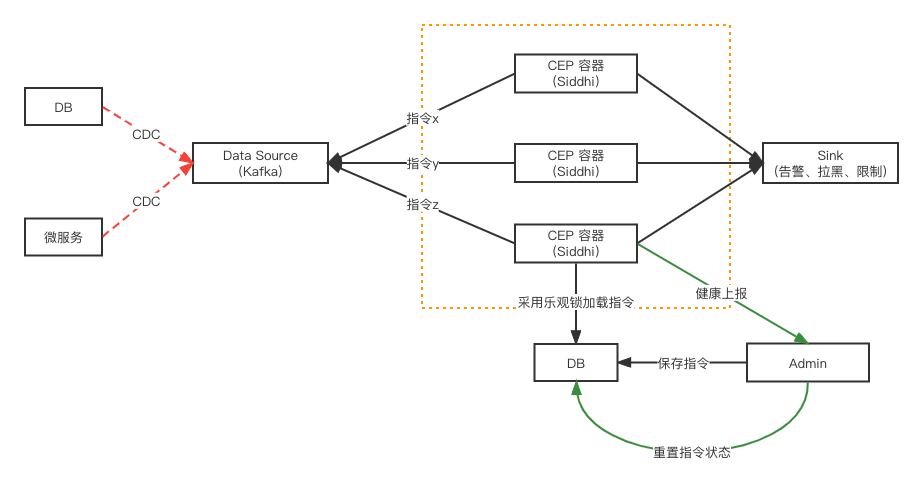 CEP 容器
(Siddhi)
DB
指令x
CDC
Data Source
(Kafka)
指令y
CEP 容器
(Siddhi)
Sink
(告警、拉黑、限制)
CDC
指令z
微服务
CEP 容器
(Siddhi)
采用乐观锁加载指令
健康上报
DB
保存指令
Admin
重置指令状态